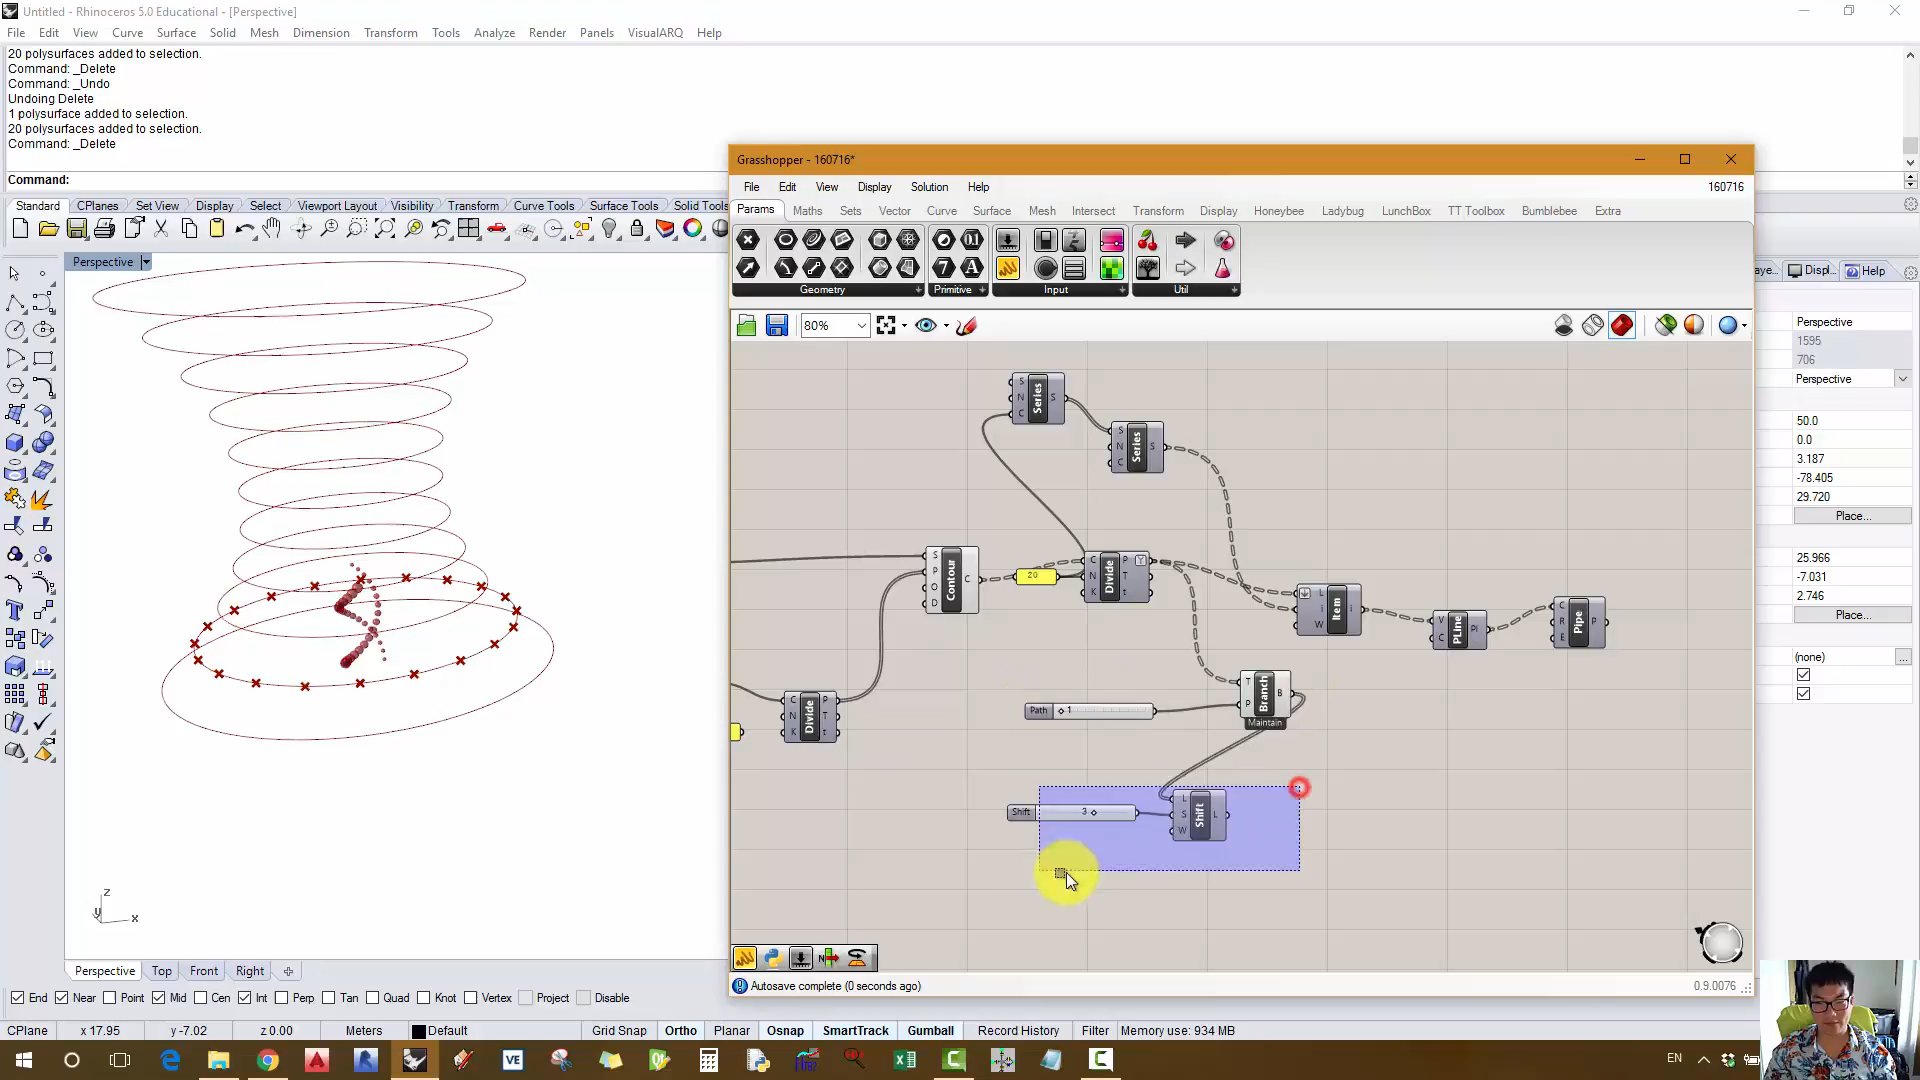 Untitled - Rhinoceros 5.0 Educational - [Perspective]
File Edit View Curve Surface Solid Mesh Dimension Transform Tools Analyze Render Panels VisualARQ Help
20 polysurfaces added to selection.
Command: _Delete
Command: _Undo
Undoing Delete
1 polysurface added to selection.
20 polysurfaces added to selection.
Command: _Delete
Command:
Standard CPlanes Set View Display Select Viewport Layout Visibility Transform Curve Tools Surface Tools Solid Tools
Perspective
Grasshopper - 160716*
File Edit View Display Solution Help 160716
Params Maths Sets Vector Curve Surface Mesh Intersect Transform Display Honeybee Ladybug LunchBox TT Toolbox Bumblebee Extra
Geometry Primitive Input Util
80%
S N C Series S
S N C Series S
S P O D Contour C
20
C N K Divide P T t
L i W Item i
V C PLine Pl
C R E Pipe P
C N K Divide P T t
Path 1
T P Branch B
Maintain
Shift 3
L S W Shift L
Autosave complete (0 seconds ago) 0.9.0076
Displ... Help
Perspective
1595
706
Perspective
50.0
0.0
3.187
-78.405
29.720
Place...
25.966
-7.031
2.746
Place...
(none) ...
z y x
Perspective Top Front Right
End Near Point Mid Cen Int Perp Tan Quad Knot Vertex Project Disable
CPlane x 17.95 y -7.02 z 0.00 Meters Default Grid Snap Ortho Planar Osnap SmartTrack Gumball Record History Filter Memory use: 934 MB
EN